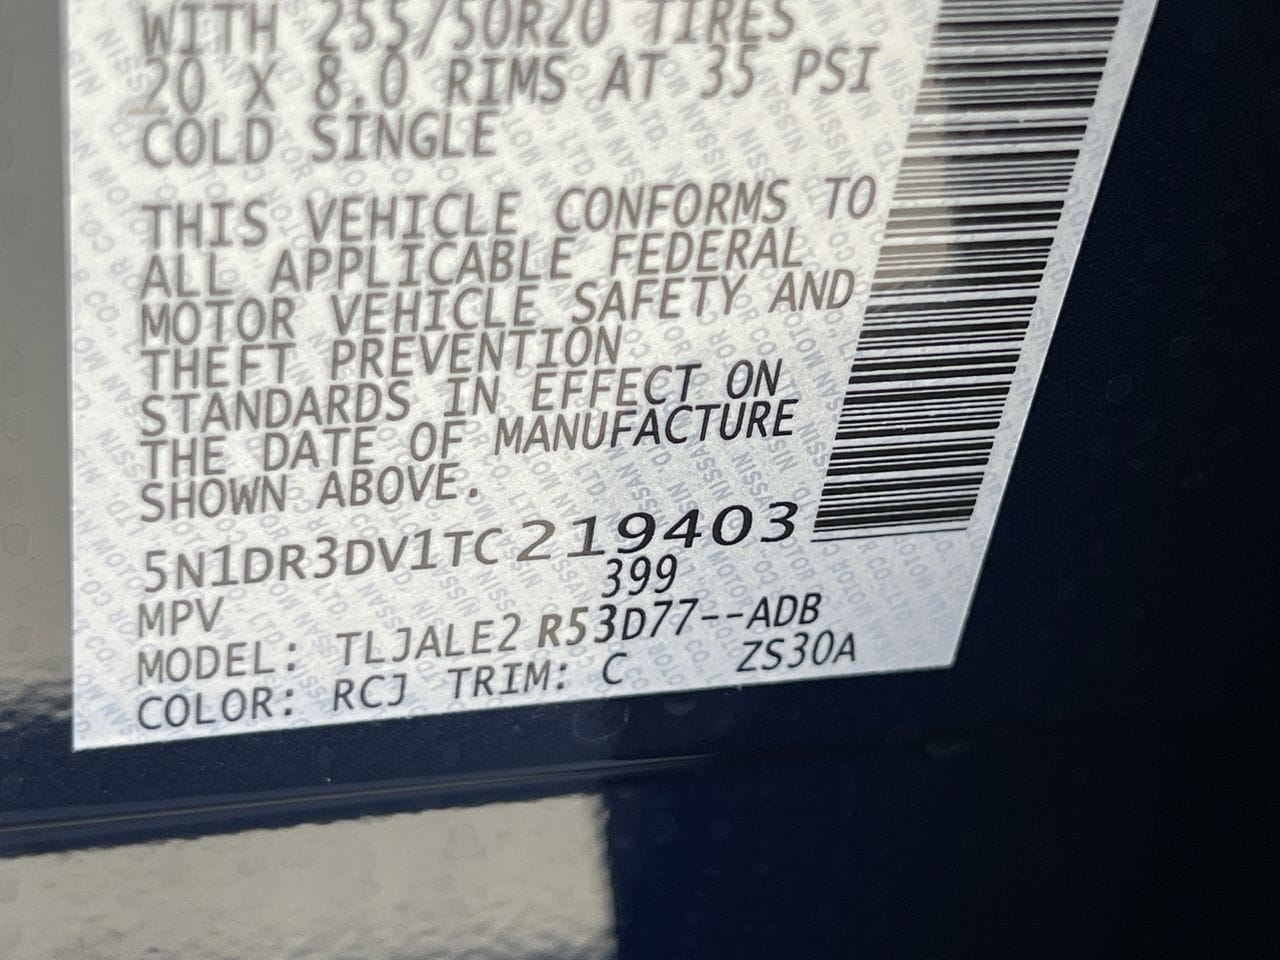 WITH 255/50R20 TIRES
20 X 8.0 RIMS AT 35 PSI
COLD SINGLE
THIS VEHICLE CONFORMS TO
ALL APPLICABLE FEDERAL
MOTOR VEHICLE SAFETY AND
THEFT PREVENTION
STANDARDS IN EFFECT ON
THE DATE OF MANUFACTURE
SHOWN ABOVE.
5N1DR3DV1TC219403
MPV 399
MODEL: TLJALE2 R53D77--ADB
COLOR: RCJ TRIM: C ZS30A